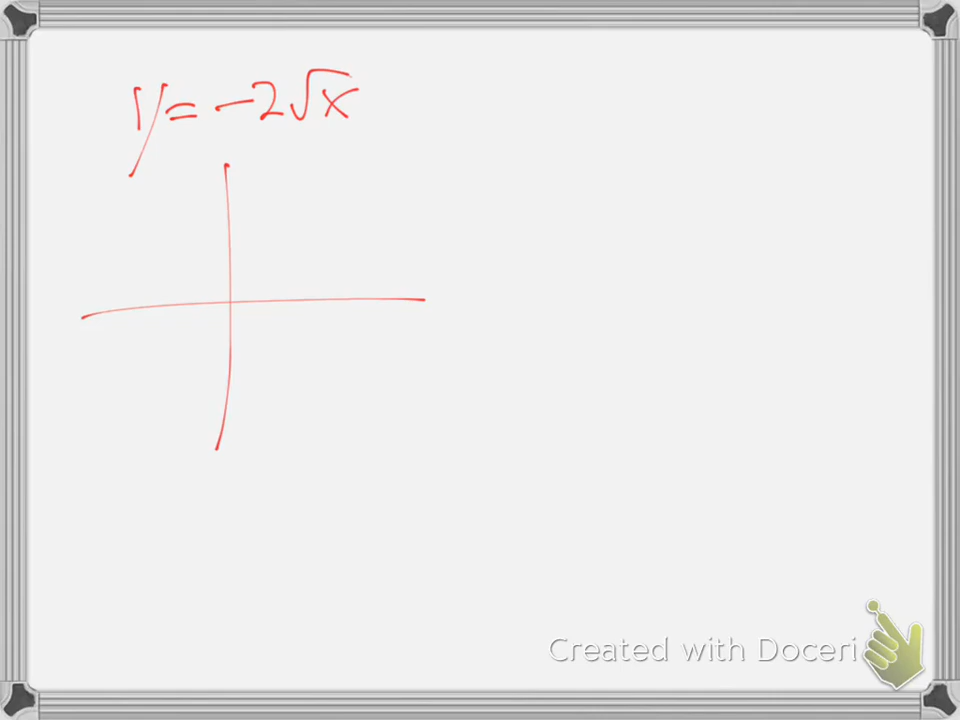 y = -2√x
Created with Doceri